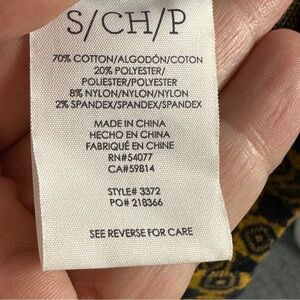 S/CH/P
70% COTTON/ALGODÓN/COTON
20% POLYESTER/
POLIESTER/POLYESTER
8% NYLON/NYLON/NYLON
2% SPANDEX/SPANDEX/SPANDEX
MADE IN CHINA
HECHO EN CHINA
FABRIQUÉ EN CHINE
RN#54077
CA#59814
STYLE# 3372
PO# 218366
SEE REVERSE FOR CARE